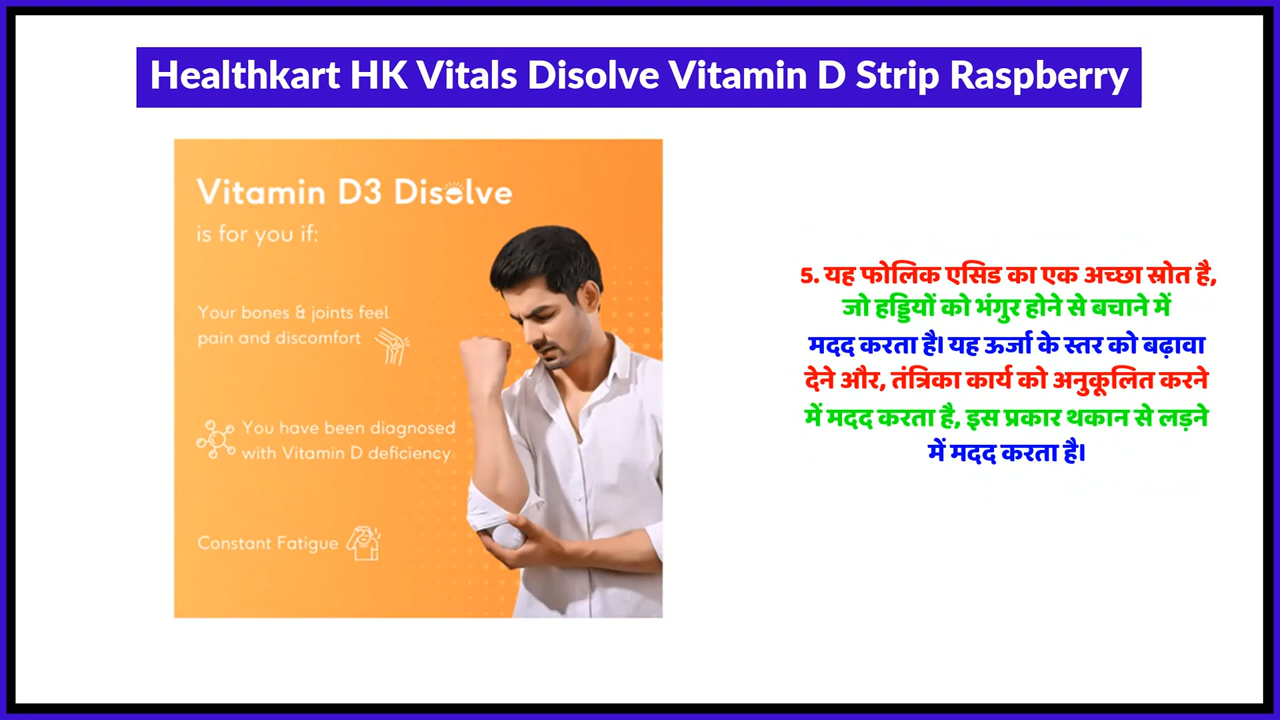 Healthkart HK Vitals Disolve Vitamin D Strip Raspberry
Vitamin D3 Disolve
is for you if:
Your bones & joints feel
pain and discomfort
You have been diagnosed
with Vitamin D deficiency
Constant Fatigue
5. यह फोलिक एसिड का एक अच्छा स्रोत है,
जो हड्डियों को भंगुर होने से बचाने में
मदद करता है। यह ऊर्जा के स्तर को बढ़ावा
देने और, तंत्रिका कार्य को अनुकूलित करने
में मदद करता है, इस प्रकार थकान से लड़ने
में मदद करता है।